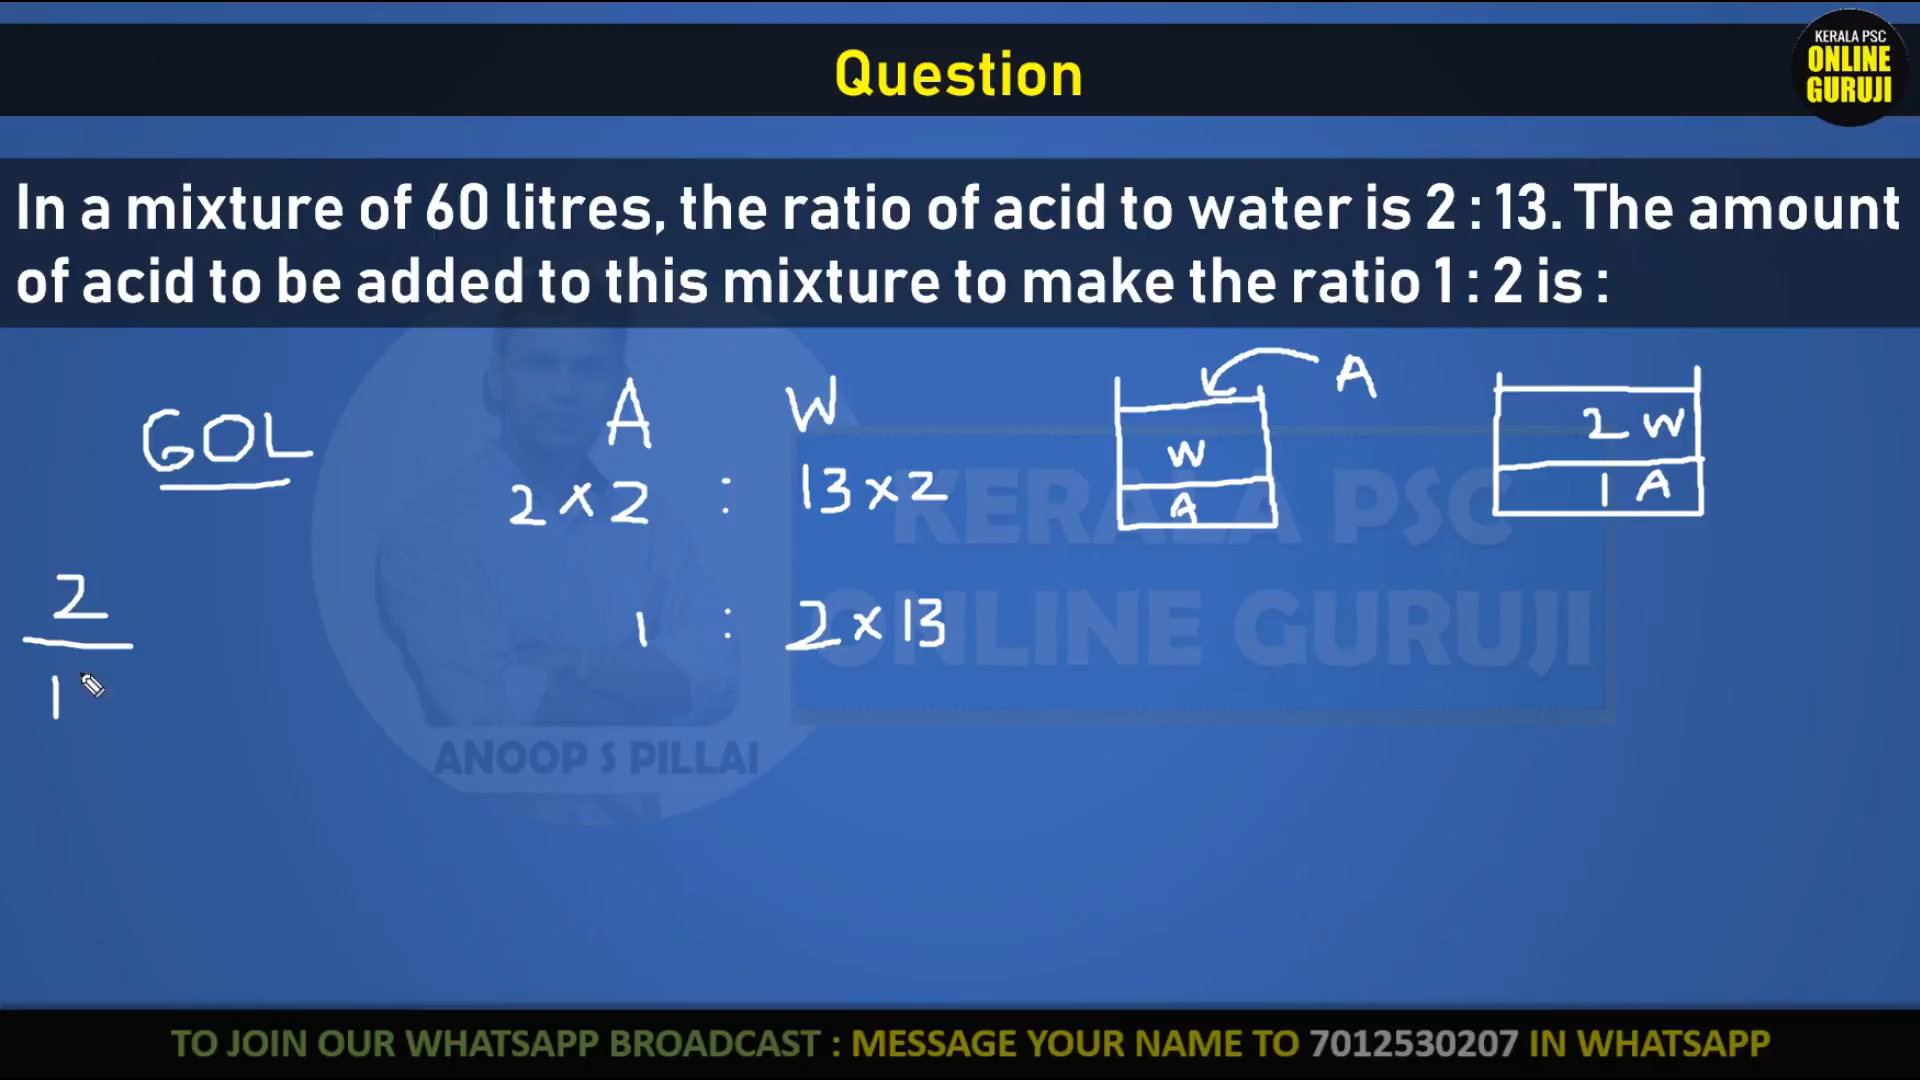 Question
KERALA PSC
ONLINE
GURUJI
In a mixture of 60 litres, the ratio of acid to water is 2 : 13. The amount
of acid to be added to this mixture to make the ratio 1 : 2 is :
60L
A W
2 × 2 : 13 × 2
1 : 2 × 13
W
A
A
2 W
1 A
2
1
KERALA PSC
ONLINE GURUJI
ANOOP S PILLAI
TO JOIN OUR WHATSAPP BROADCAST : MESSAGE YOUR NAME TO 7012530207 IN WHATSAPP